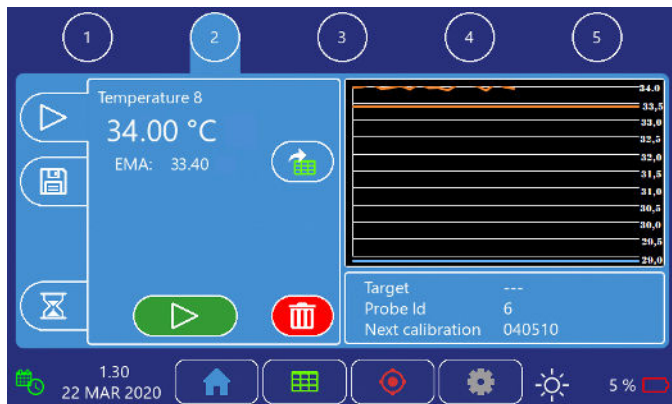 1
2
3
4
5
Temperature 8
34.00 °C
EMA: 33.40
34.0
33,5
33,0
32,5
32,0
31,5
31,0
30,5
30,0
29,5
29,0
Target ---
Probe Id 6
Next calibration 040510
1.30
22 MAR 2020
5 %